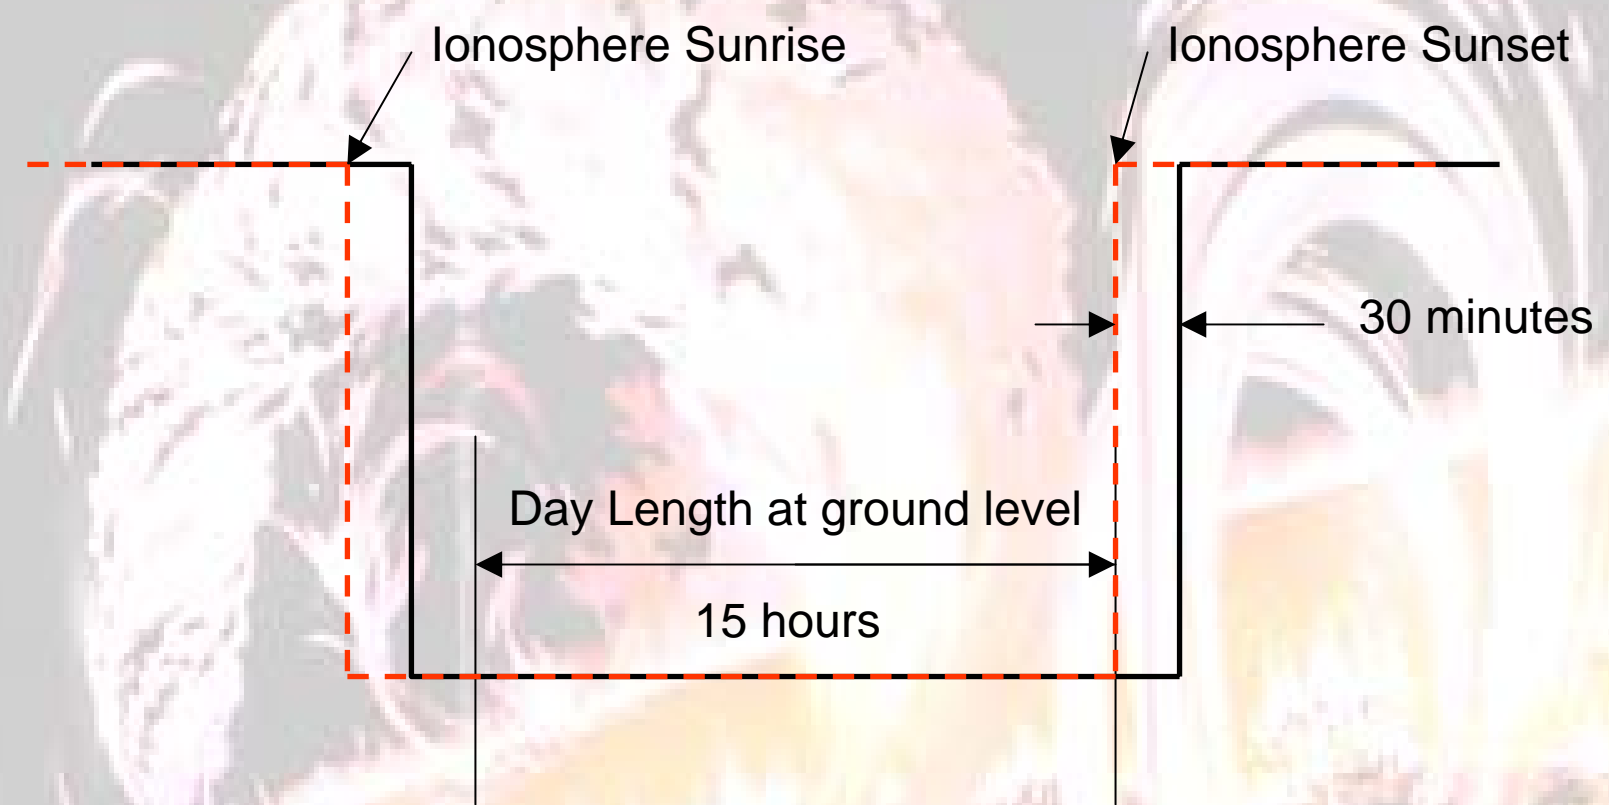 Ionosphere Sunrise
Ionosphere Sunset
30 minutes
Day Length at ground level
15 hours